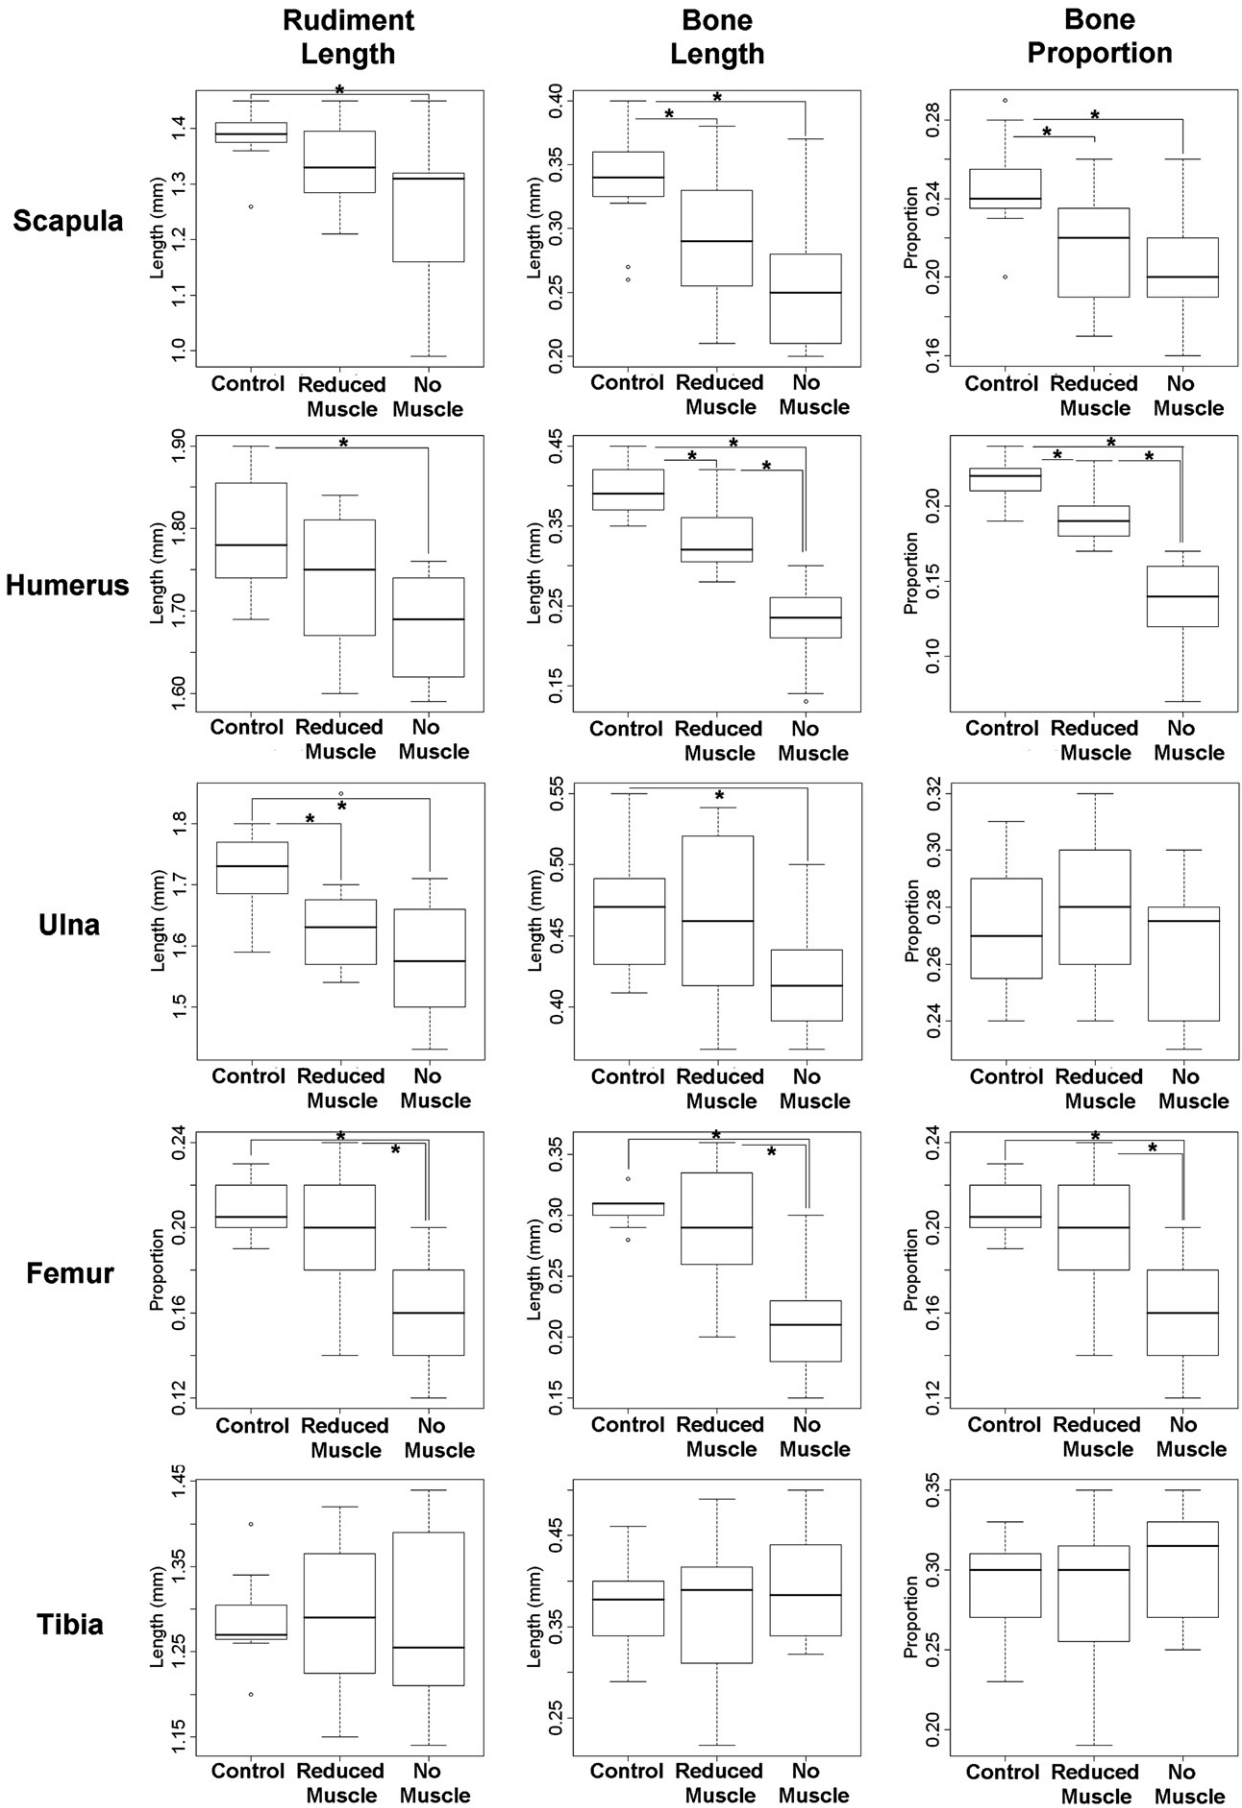 Rudiment Length
Bone Length
Bone Proportion
Scapula
Length (mm)
1.0 1.1 1.2 1.3 1.4
*
Control Reduced Muscle No Muscle
Length (mm)
0.20 0.25 0.30 0.35 0.40
* *
Control Reduced Muscle No Muscle
Proportion
0.16 0.20 0.24 0.28
* *
Control Reduced Muscle No Muscle
Humerus
Length (mm)
1.60 1.70 1.80 1.90
*
Control Reduced Muscle No Muscle
Length (mm)
0.15 0.25 0.35 0.45
* * *
Control Reduced Muscle No Muscle
Proportion
0.10 0.15 0.20
* * *
Control Reduced Muscle No Muscle
Ulna
Length (mm)
1.5 1.6 1.7 1.8
* *
Control Reduced Muscle No Muscle
Length (mm)
0.40 0.45 0.50 0.55
*
Control Reduced Muscle No Muscle
Proportion
0.24 0.26 0.28 0.30 0.32
Control Reduced Muscle No Muscle
Femur
Proportion
0.12 0.16 0.20 0.24
* *
Control Reduced Muscle No Muscle
Length (mm)
0.15 0.20 0.25 0.30 0.35
* *
Control Reduced Muscle No Muscle
Proportion
0.12 0.16 0.20 0.24
* *
Control Reduced Muscle No Muscle
Tibia
Length (mm)
1.15 1.25 1.35 1.45
Control Reduced Muscle No Muscle
Length (mm)
0.25 0.35 0.45
Control Reduced Muscle No Muscle
Proportion
0.20 0.25 0.30 0.35
Control Reduced Muscle No Muscle